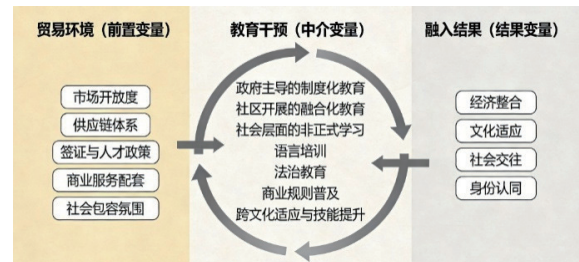 贸易环境（前置变量）
市场开放度
供应链体系
签证与人才政策
商业服务配套
社会包容氛围
教育干预（中介变量）
政府主导的制度化教育
社区开展的融合化教育
社会层面的非正式学习
语言培训
法治教育
商业规则普及
跨文化适应与技能提升
融入结果（结果变量）
经济整合
文化适应
社会交往
身份认同